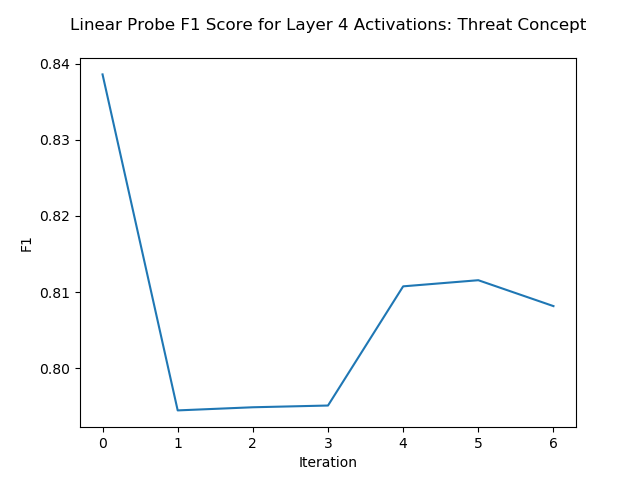 Linear Probe F1 Score for Layer 4 Activations: Threat Concept
0.84
0.83
0.82
0.81
0.80
F1
0 1 2 3 4 5 6
Iteration